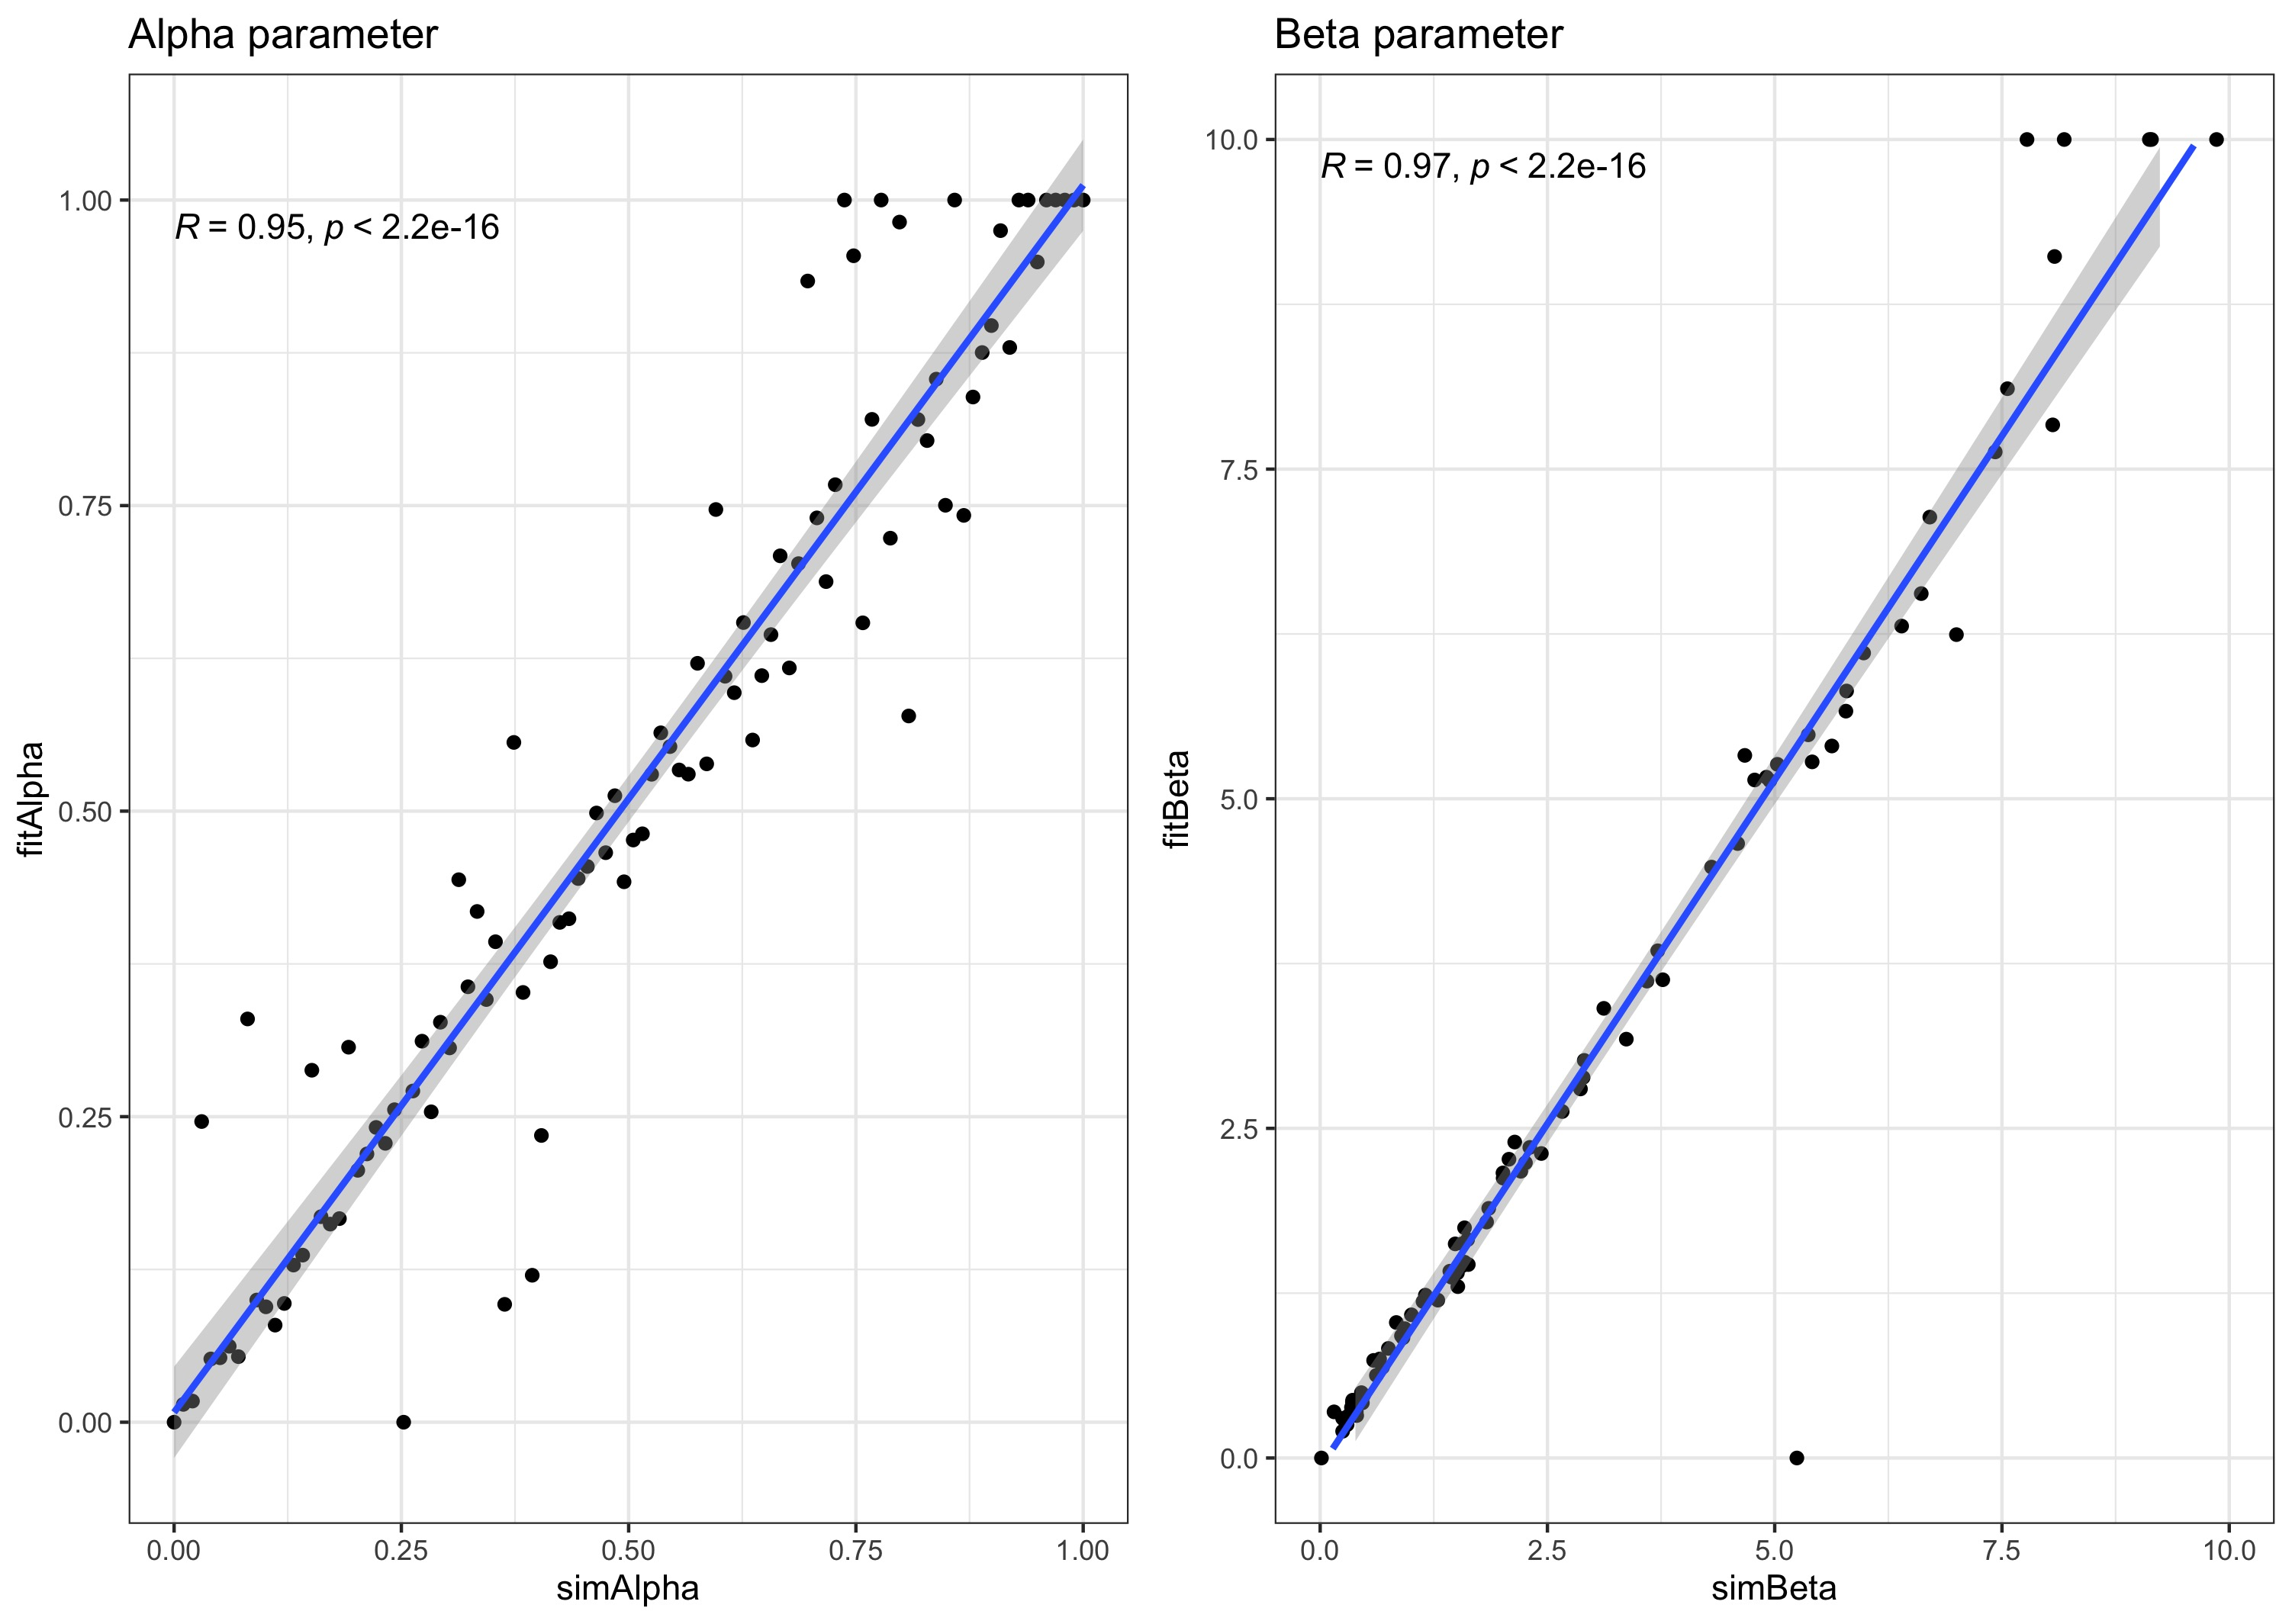 Alpha parameter
R = 0.95, p < 2.2e-16
1.00
0.75
0.50
0.25
0.00
fitAlpha
0.00 0.25 0.50 0.75 1.00
simAlpha
Beta parameter
R = 0.97, p < 2.2e-16
10.0
7.5
5.0
2.5
0.0
fitBeta
0.0 2.5 5.0 7.5 10.0
simBeta